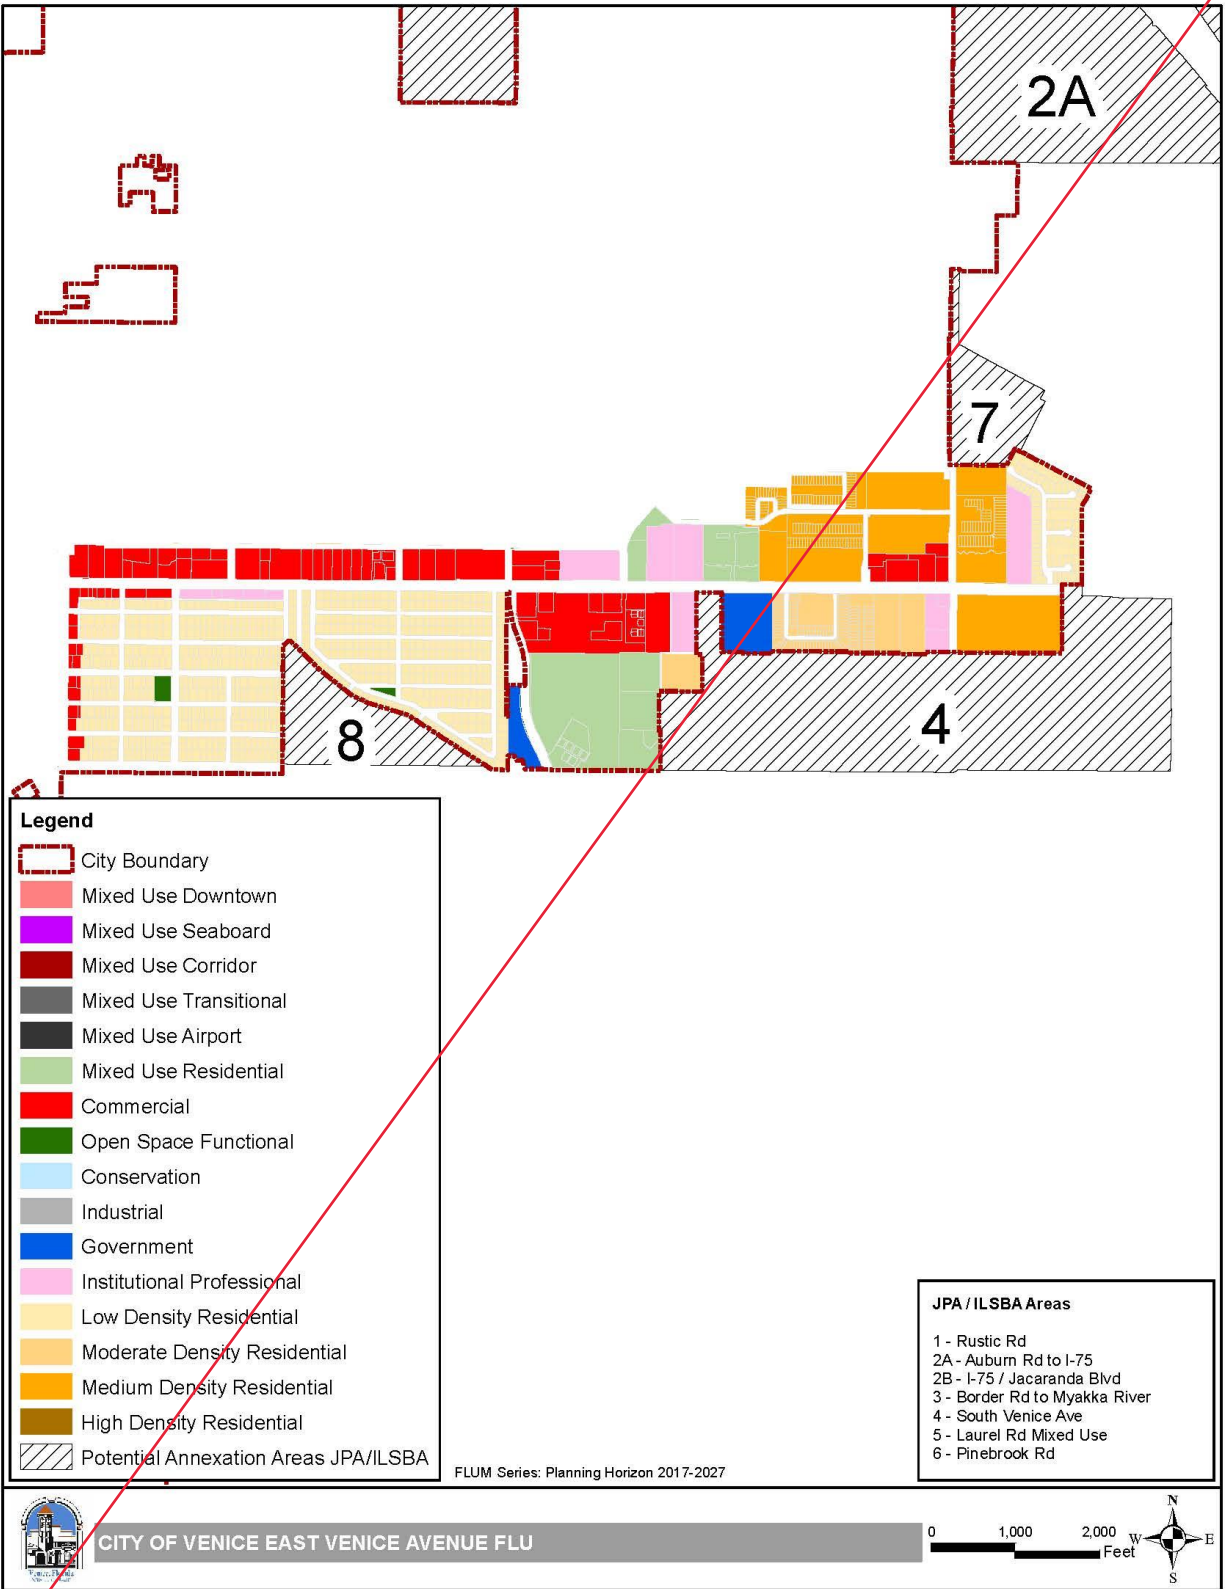 2A
7
8
4
Legend
City Boundary
Mixed Use Downtown
Mixed Use Seaboard
Mixed Use Corridor
Mixed Use Transitional
Mixed Use Airport
Mixed Use Residential
Commercial
Open Space Functional
Conservation
Industrial
Government
Institutional Professional
Low Density Residential
Moderate Density Residential
Medium Density Residential
High Density Residential
Potential Annexation Areas JPA/ILSBA
FLUM Series: Planning Horizon 2017-2027
JPA / ILSBA Areas
1 - Rustic Rd
2A - Auburn Rd to I-75
2B - I-75 / Jacaranda Blvd
3 - Border Rd to Myakka River
4 - South Venice Ave
5 - Laurel Rd Mixed Use
6 - Pinebrook Rd
CITY OF VENICE EAST VENICE AVENUE FLU
0 1,000 2,000
Feet
N
W E
S
Venice, Florida